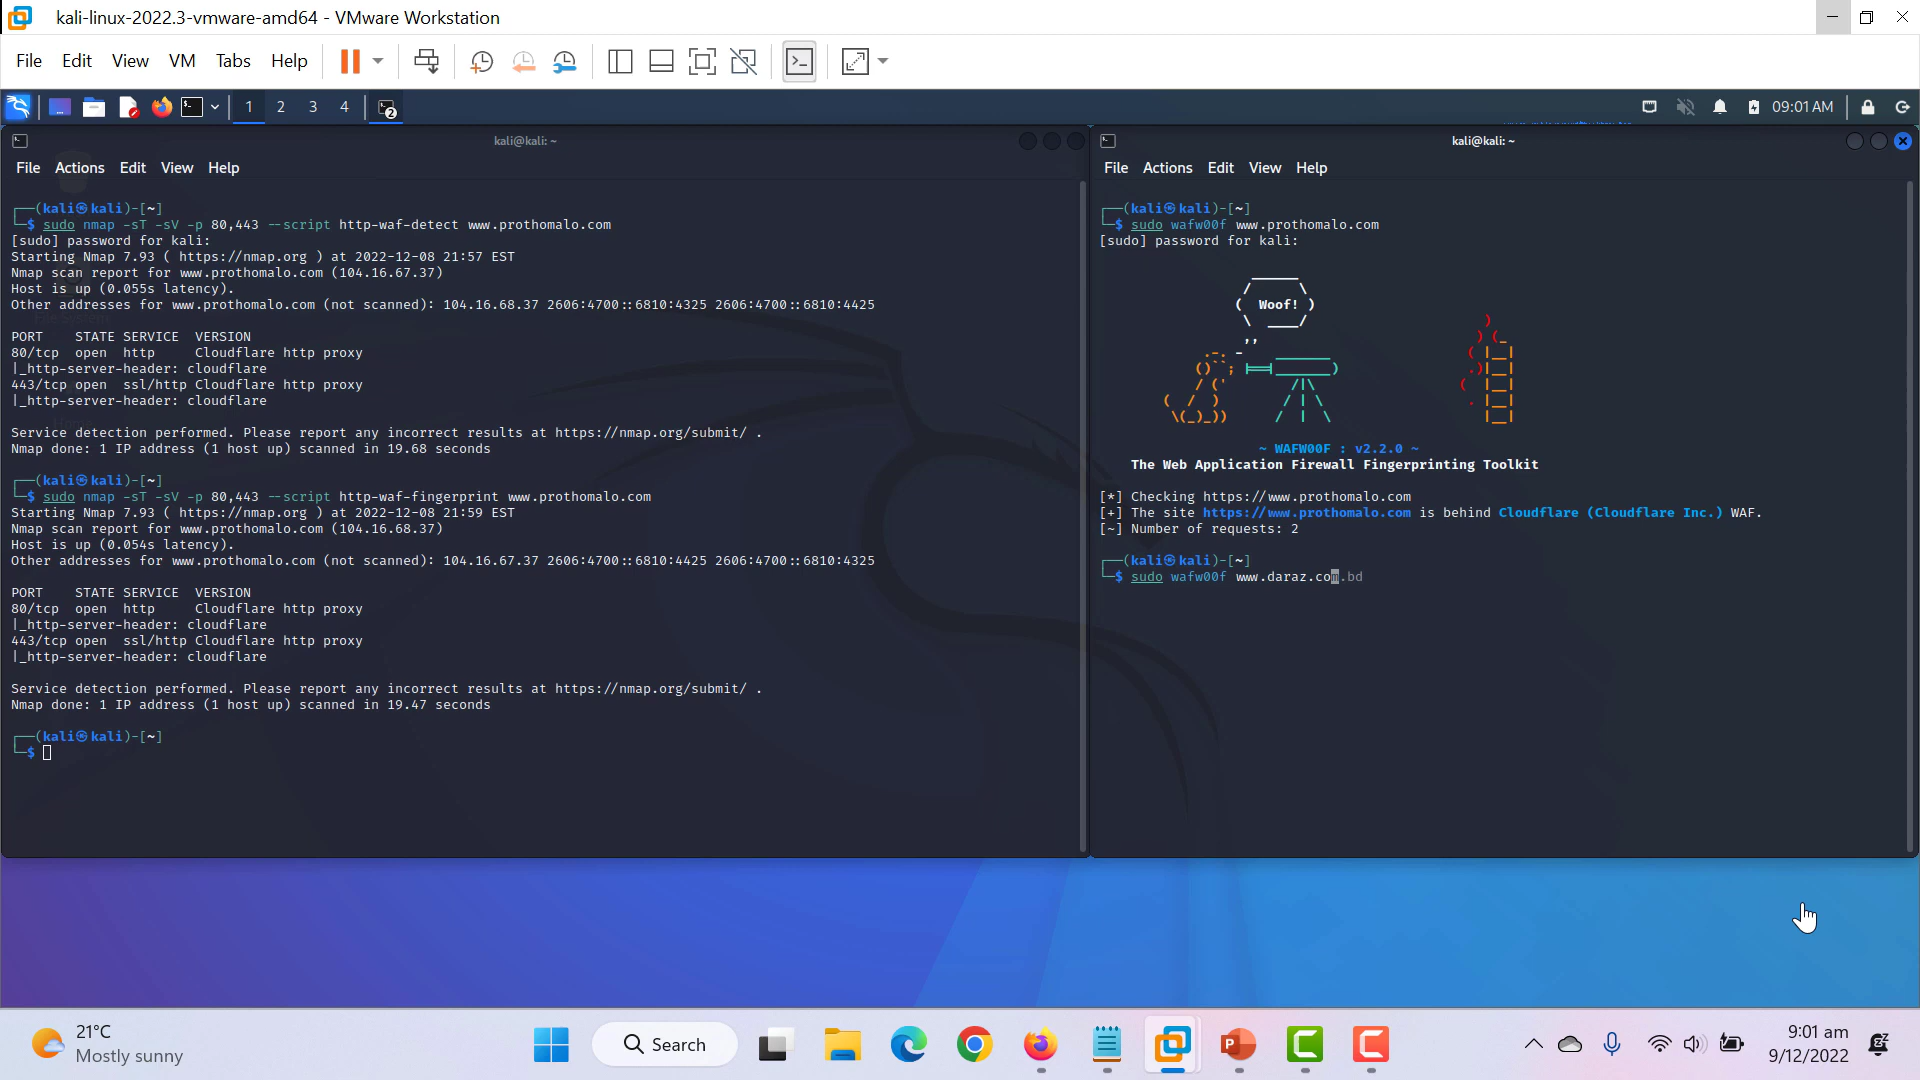 kali-linux-2022.3-vmware-amd64 - VMware Workstation
File Edit View VM Tabs Help
1 2 3 4 2 09:01 AM
kali@kali: ~
File Actions Edit View Help
┌──(kali㉿kali)-[~]
└─$ sudo nmap -sT -sV -p 80,443 --script http-waf-detect www.prothomalo.com
[sudo] password for kali:
Starting Nmap 7.93 ( https://nmap.org ) at 2022-12-08 21:57 EST
Nmap scan report for www.prothomalo.com (104.16.67.37)
Host is up (0.055s latency).
Other addresses for www.prothomalo.com (not scanned): 104.16.68.37 2606:4700::6810:4325 2606:4700::6810:4425
PORT    STATE SERVICE  VERSION
80/tcp  open  http     Cloudflare http proxy
|_http-server-header: cloudflare
443/tcp open  ssl/http Cloudflare http proxy
|_http-server-header: cloudflare
Service detection performed. Please report any incorrect results at https://nmap.org/submit/ .
Nmap done: 1 IP address (1 host up) scanned in 19.68 seconds
┌──(kali㉿kali)-[~]
└─$ sudo nmap -sT -sV -p 80,443 --script http-waf-fingerprint www.prothomalo.com
Starting Nmap 7.93 ( https://nmap.org ) at 2022-12-08 21:59 EST
Nmap scan report for www.prothomalo.com (104.16.68.37)
Host is up (0.054s latency).
Other addresses for www.prothomalo.com (not scanned): 104.16.67.37 2606:4700::6810:4425 2606:4700::6810:4325
PORT    STATE SERVICE  VERSION
80/tcp  open  http     Cloudflare http proxy
|_http-server-header: cloudflare
443/tcp open  ssl/http Cloudflare http proxy
|_http-server-header: cloudflare
Service detection performed. Please report any incorrect results at https://nmap.org/submit/ .
Nmap done: 1 IP address (1 host up) scanned in 19.47 seconds
┌──(kali㉿kali)-[~]
└─$
kali@kali: ~
File Actions Edit View Help
┌──(kali㉿kali)-[~]
└─$ sudo wafw00f www.prothomalo.com
[sudo] password for kali:
Woof!
~ WAFW00F : v2.2.0 ~
The Web Application Firewall Fingerprinting Toolkit
[*] Checking https://www.prothomalo.com
[+] The site https://www.prothomalo.com is behind Cloudflare (Cloudflare Inc.) WAF.
[~] Number of requests: 2
┌──(kali㉿kali)-[~]
└─$ sudo wafw00f www.daraz.com.bd
21°C
Mostly sunny
Search
9:01 am
9/12/2022